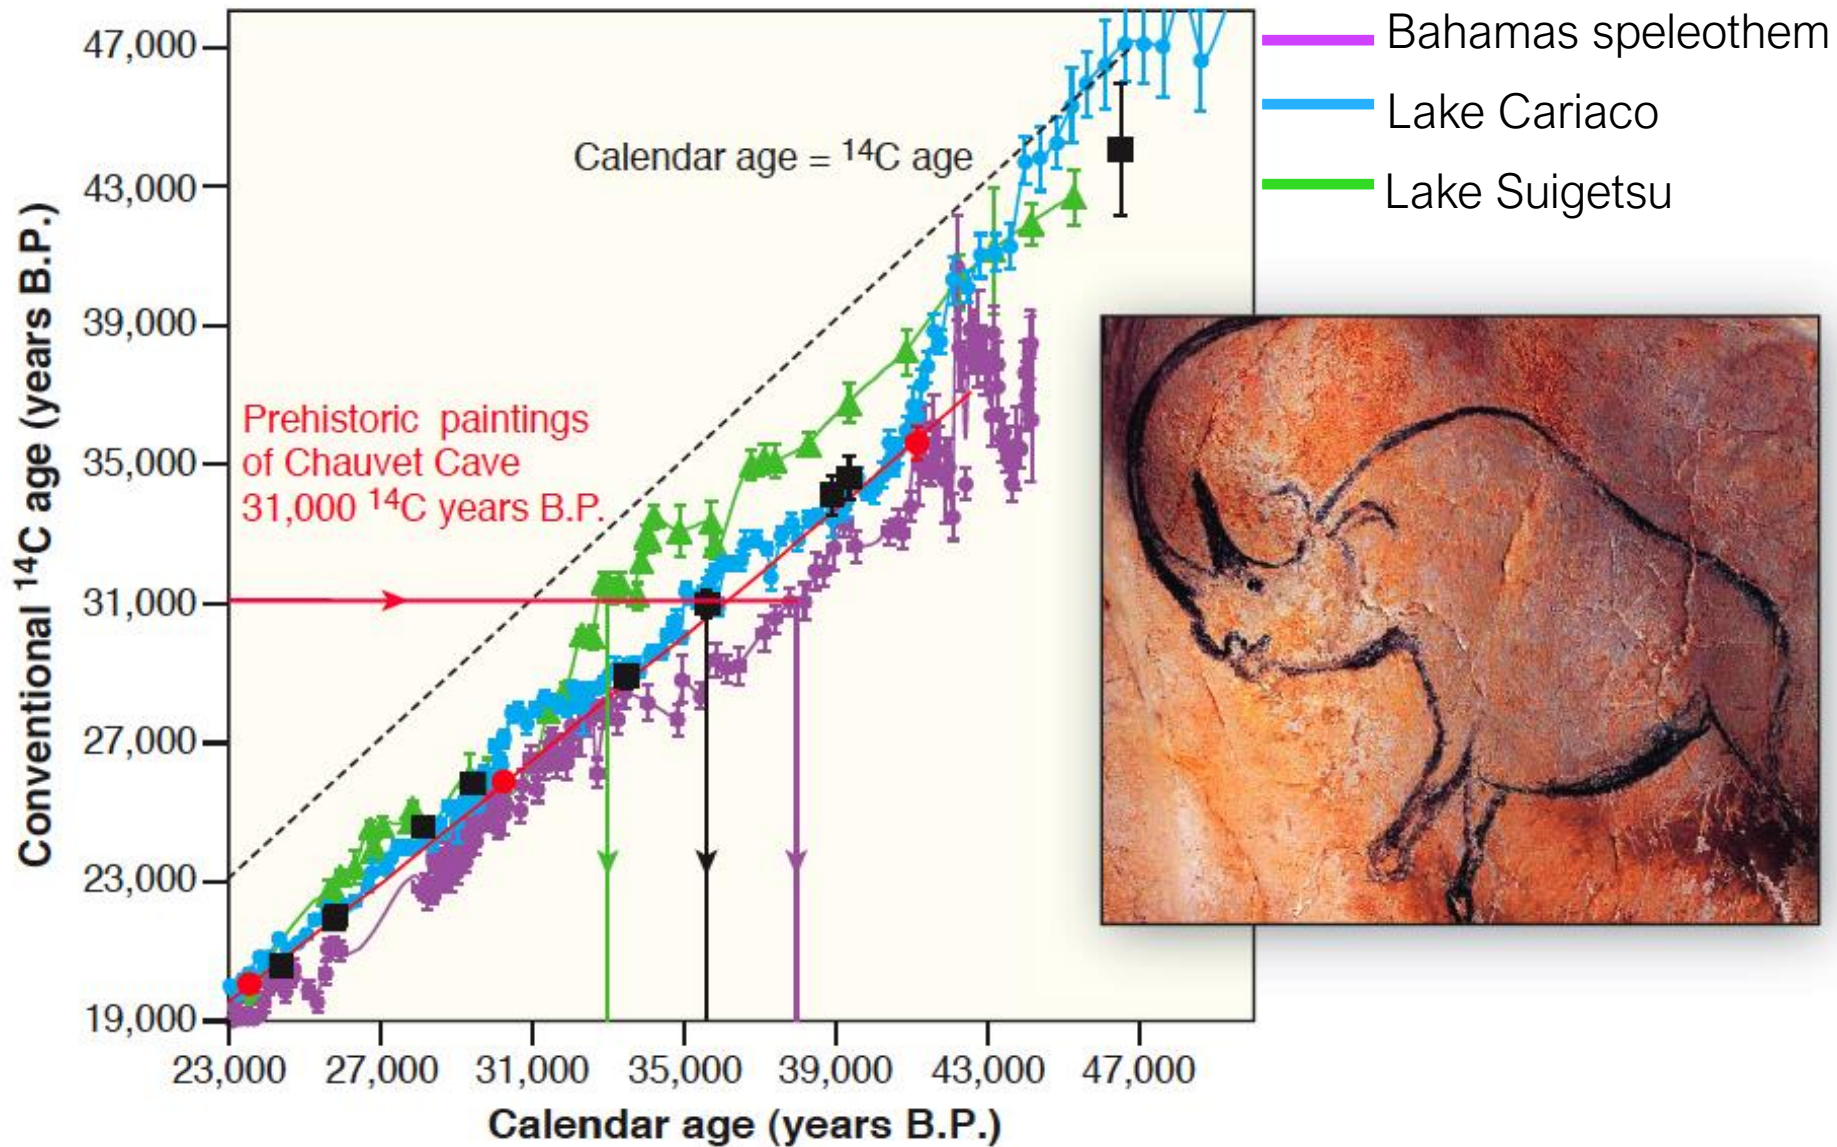 47,000
43,000
39,000
35,000
31,000
27,000
23,000
19,000
Conventional ¹⁴C age (years B.P.)
Calendar age = ¹⁴C age
Prehistoric paintings
of Chauvet Cave
31,000 ¹⁴C years B.P.
23,000 27,000 31,000 35,000 39,000 43,000 47,000
Calendar age (years B.P.)
Bahamas speleothem
Lake Cariaco
Lake Suigetsu